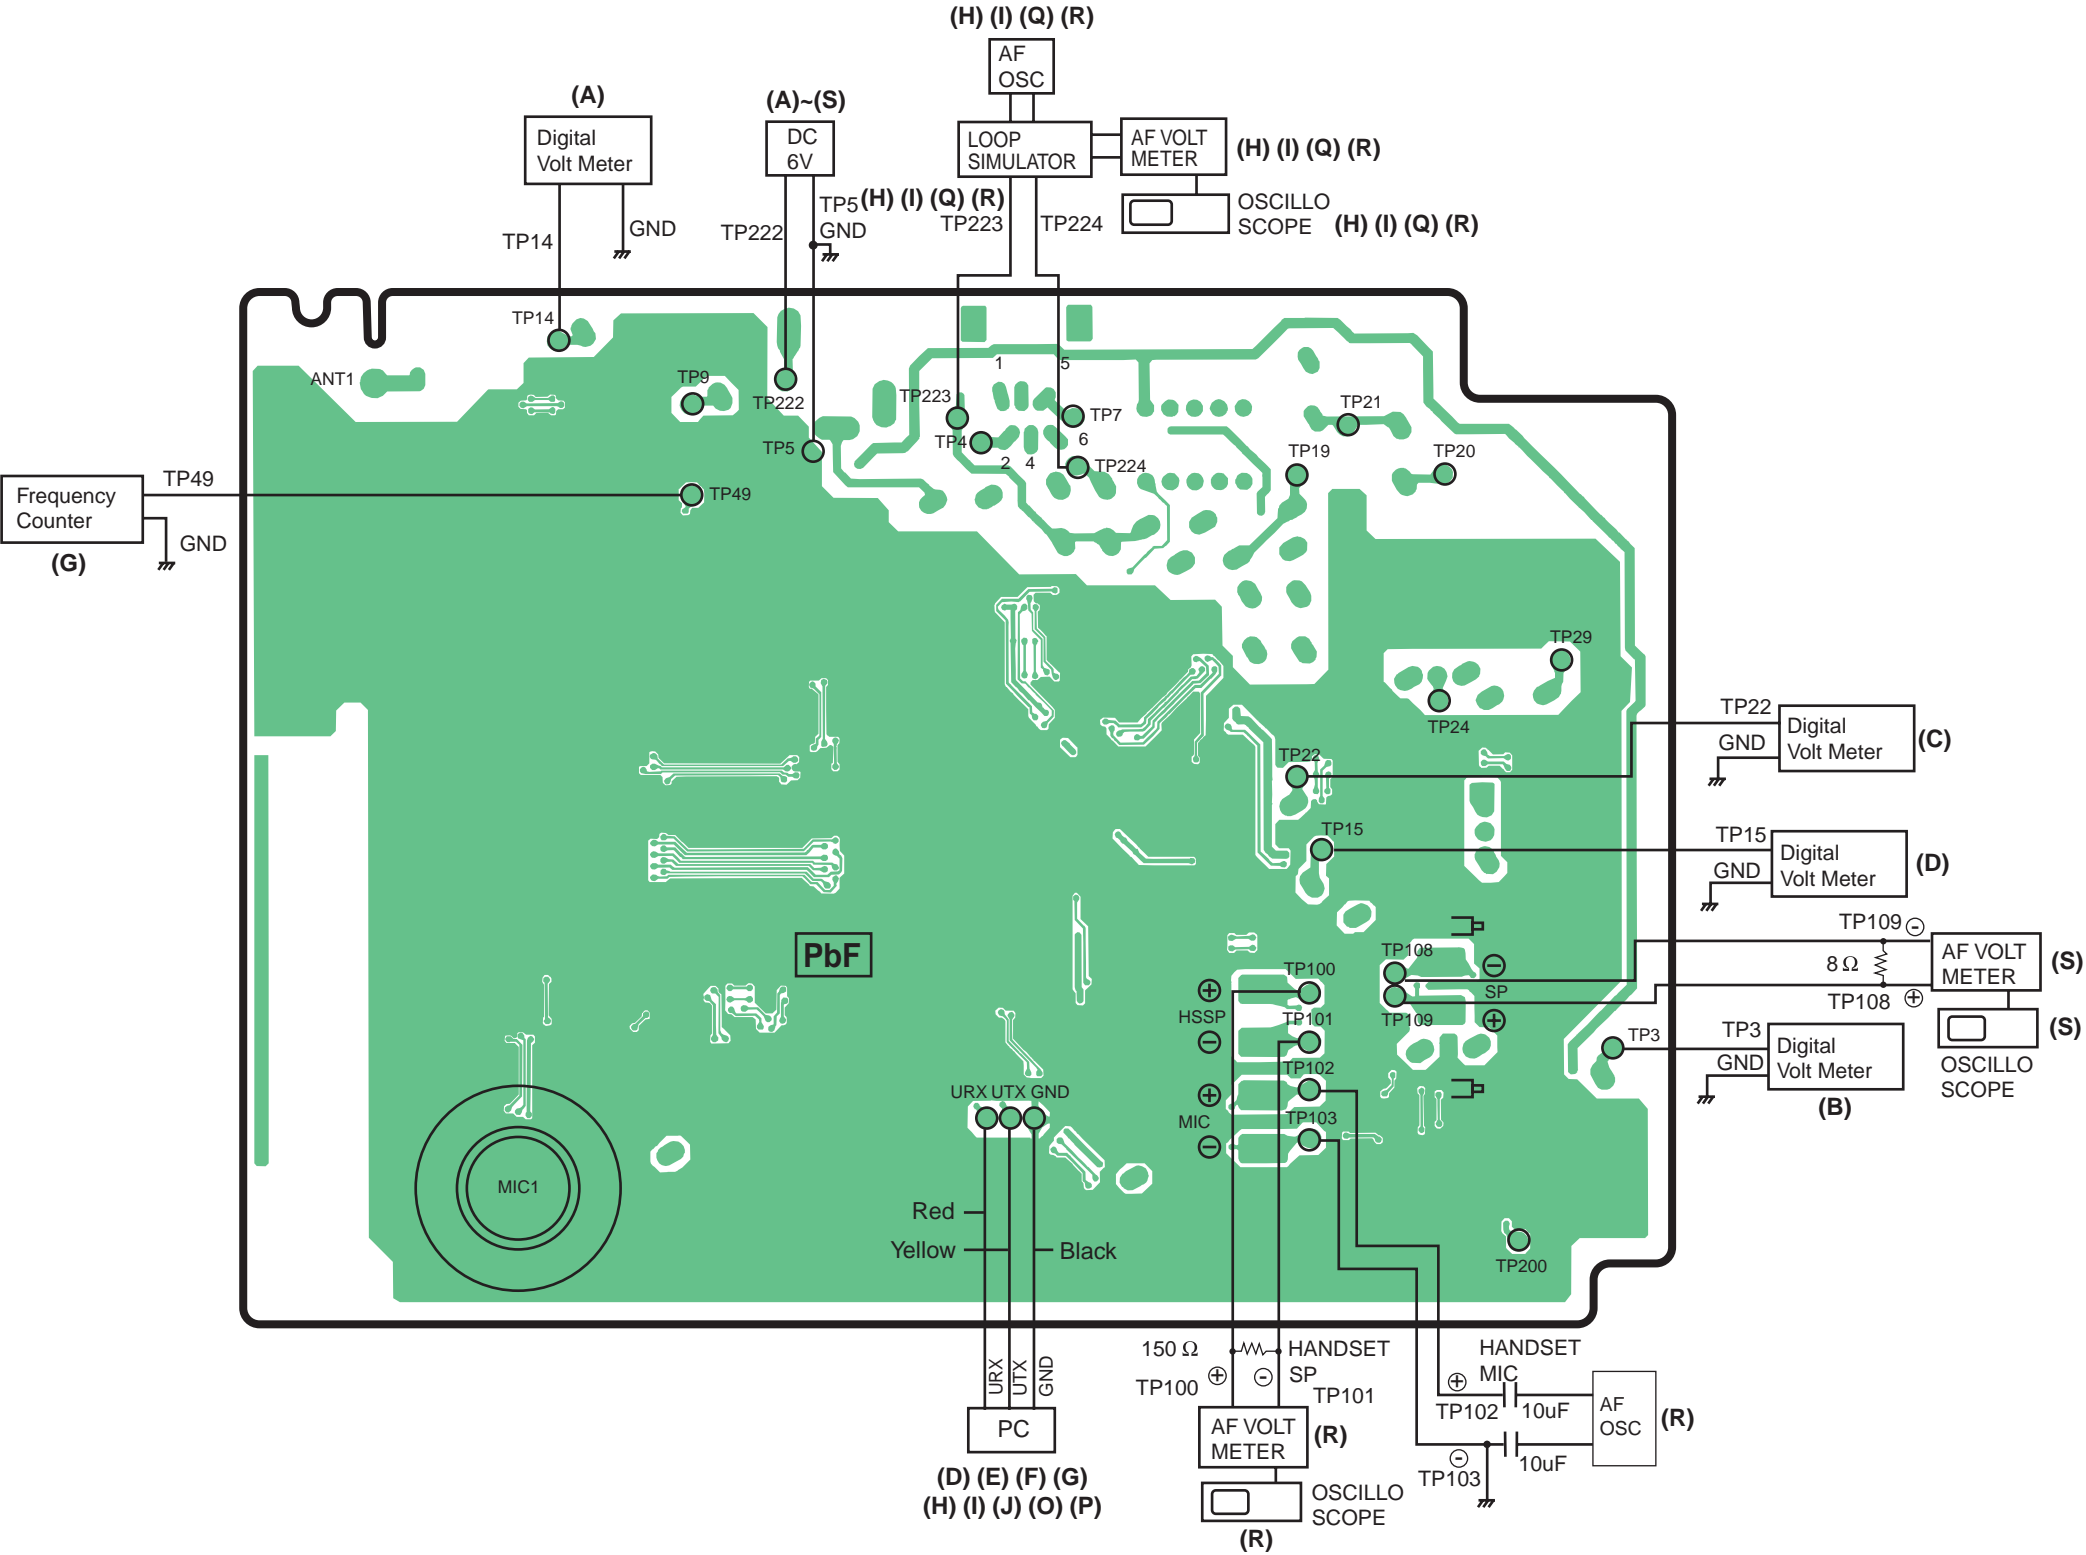 (H) (I) (Q) (R)
AF
OSC
(A)
Digital
Volt Meter
(A)~(S)
DC
6V
LOOP
SIMULATOR
AF VOLT
METER
(H) (I) (Q) (R)
(H) (I) (Q) (R)
OSCILLO
SCOPE
(H) (I) (Q) (R)
TP14
GND
TP222
TP5
GND
TP223
TP224
TP14
ANT1
TP9
TP222
TP5
TP223
1
5
TP4
TP7
6
2
4
TP224
TP21
TP19
TP20
Frequency
Counter
(G)
TP49
GND
TP49
TP29
TP24
TP22
TP22
GND
Digital
Volt Meter
(C)
TP15
TP15
GND
Digital
Volt Meter
(D)
TP109 -
8 Ω
TP108 +
AF VOLT
METER
(S)
OSCILLO
SCOPE
(S)
PbF
TP108
-
SP
TP109
+
TP100
+
HSSP
TP101
-
TP102
+
MIC
TP103
-
TP3
TP3
GND
Digital
Volt Meter
(B)
URX UTX GND
MIC1
Red
Yellow
Black
TP200
URX
UTX
GND
PC
(D) (E) (F) (G)
(H) (I) (J) (O) (P)
150 Ω
TP100
+
-
HANDSET
SP
TP101
AF VOLT
METER
(R)
OSCILLO
SCOPE
(R)
HANDSET
MIC
+
TP102
10uF
-
TP103
10uF
AF
OSC
(R)